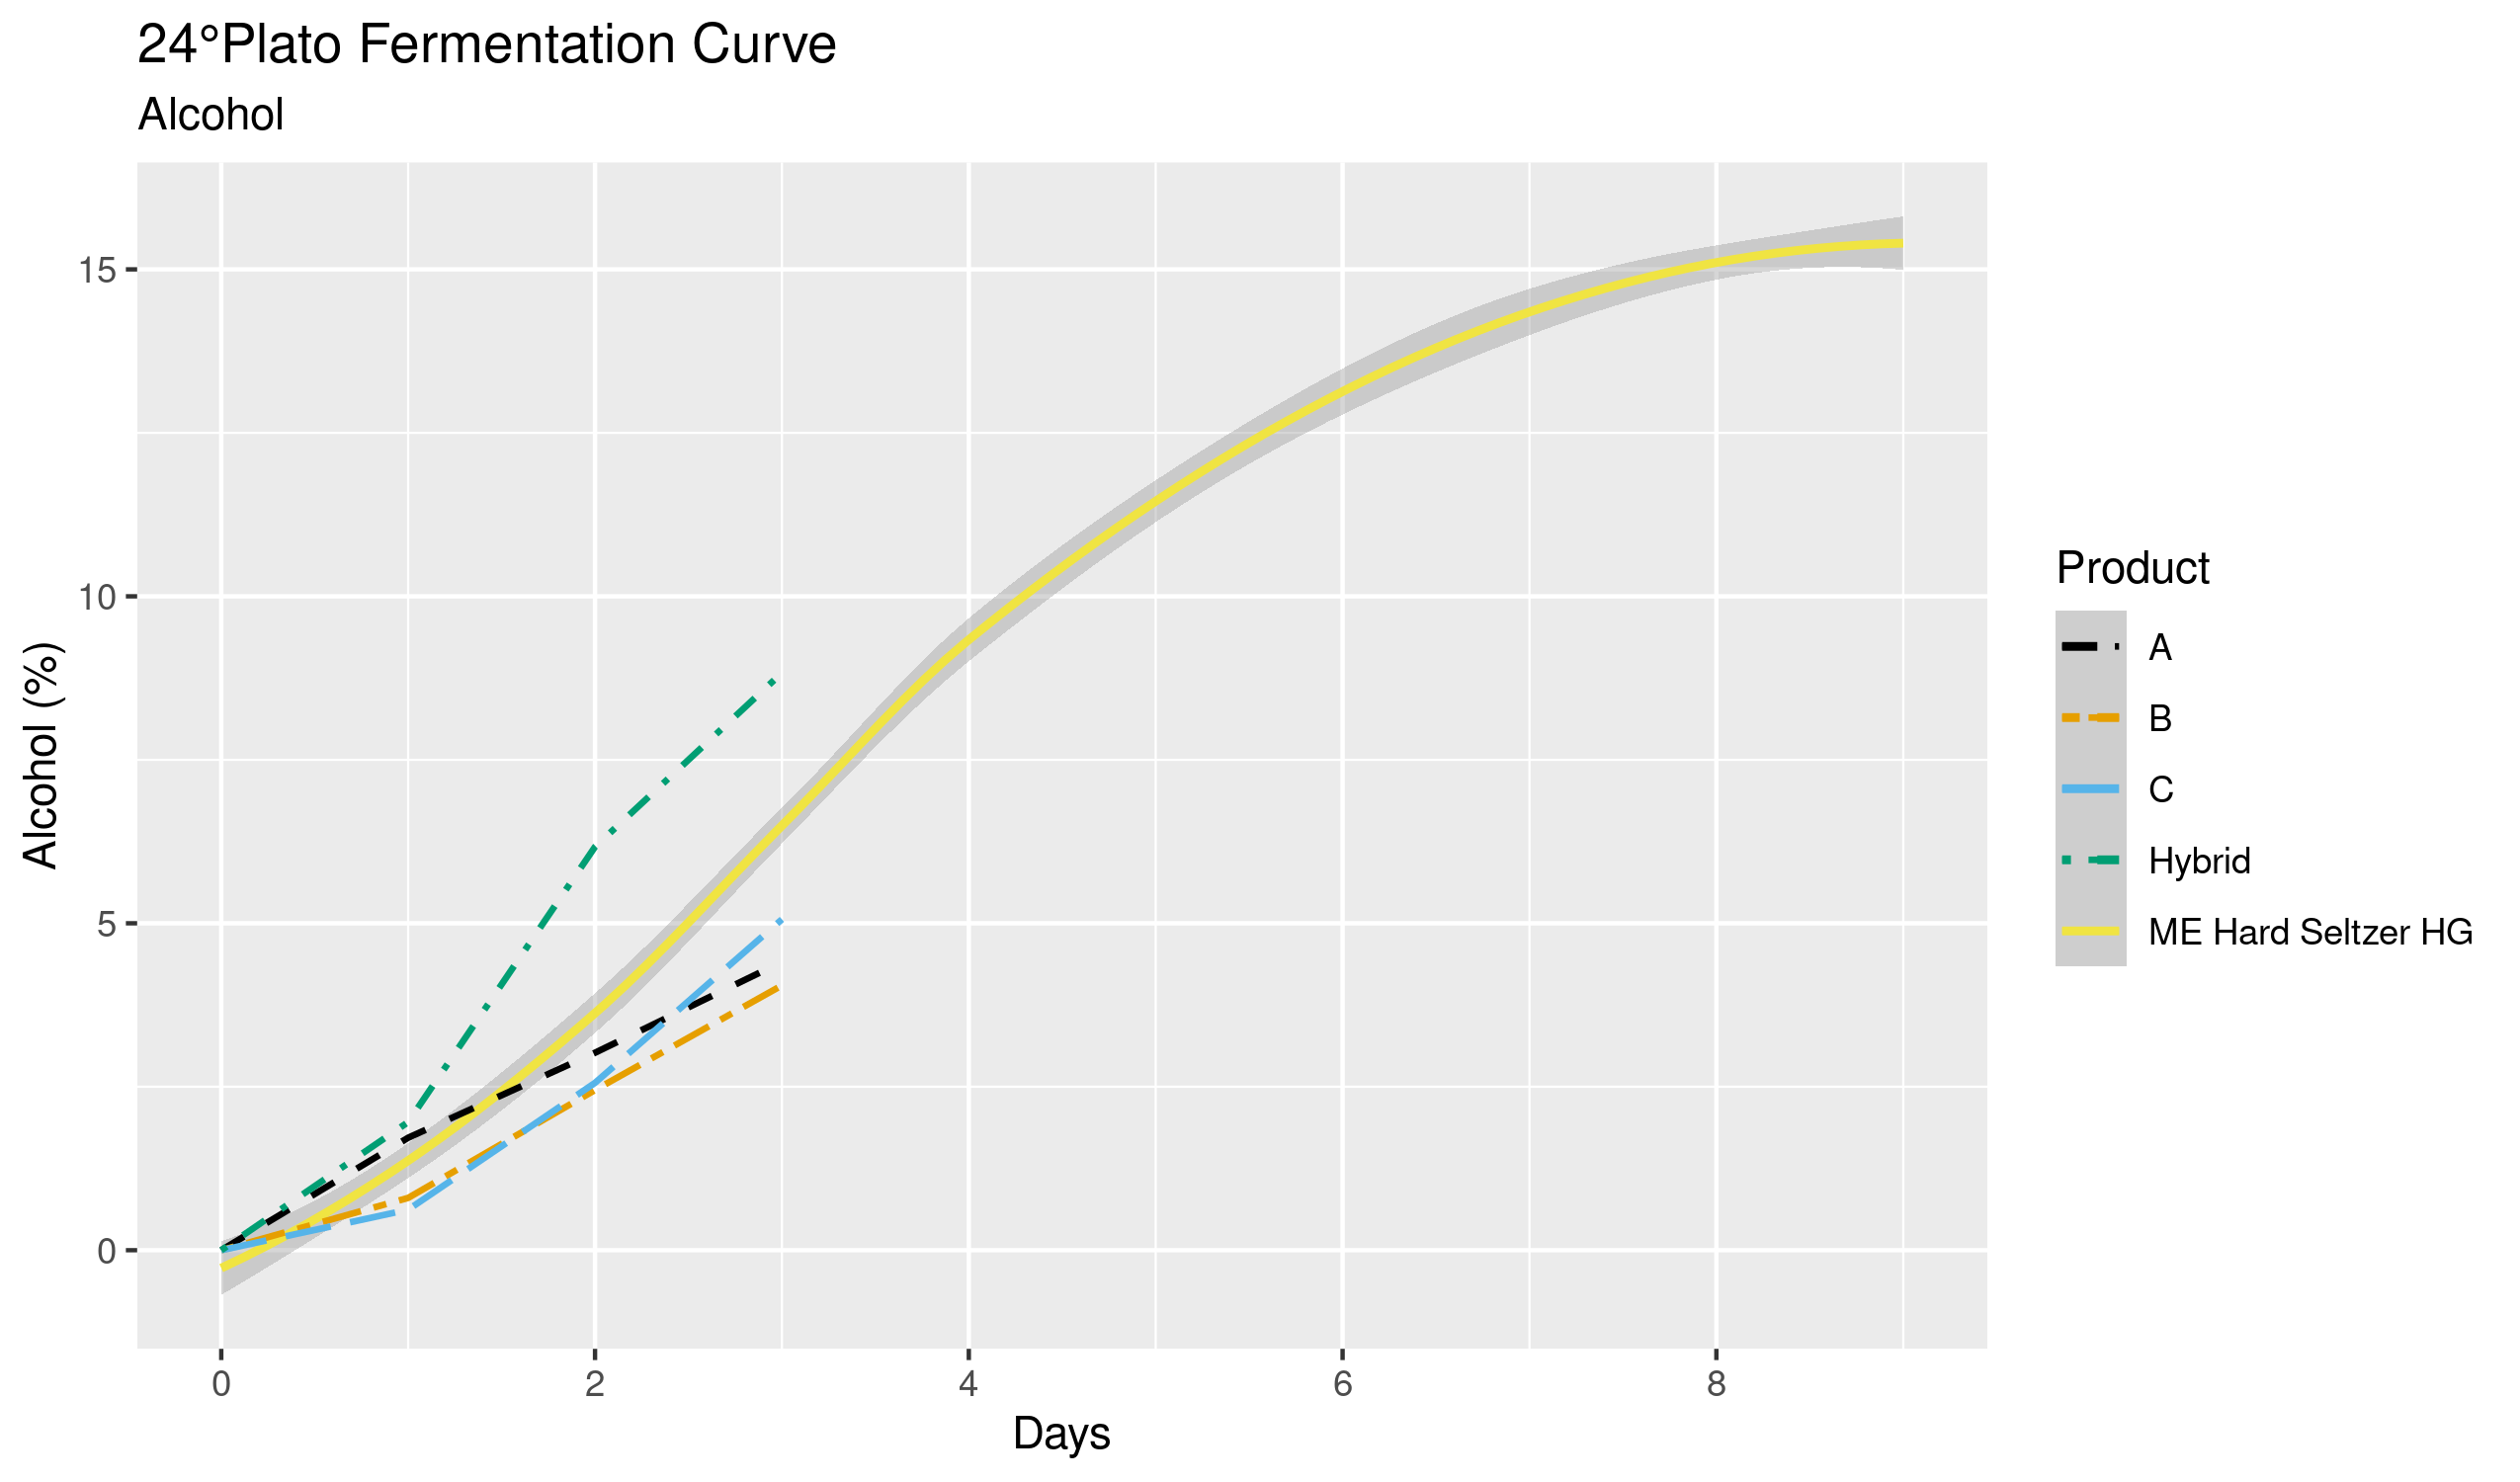 24°Plato Fermentation Curve
Alcohol
Alcohol (%)
15
10
5
0
0 2 4 6 8
Days
Product
A
B
C
Hybrid
ME Hard Seltzer HG